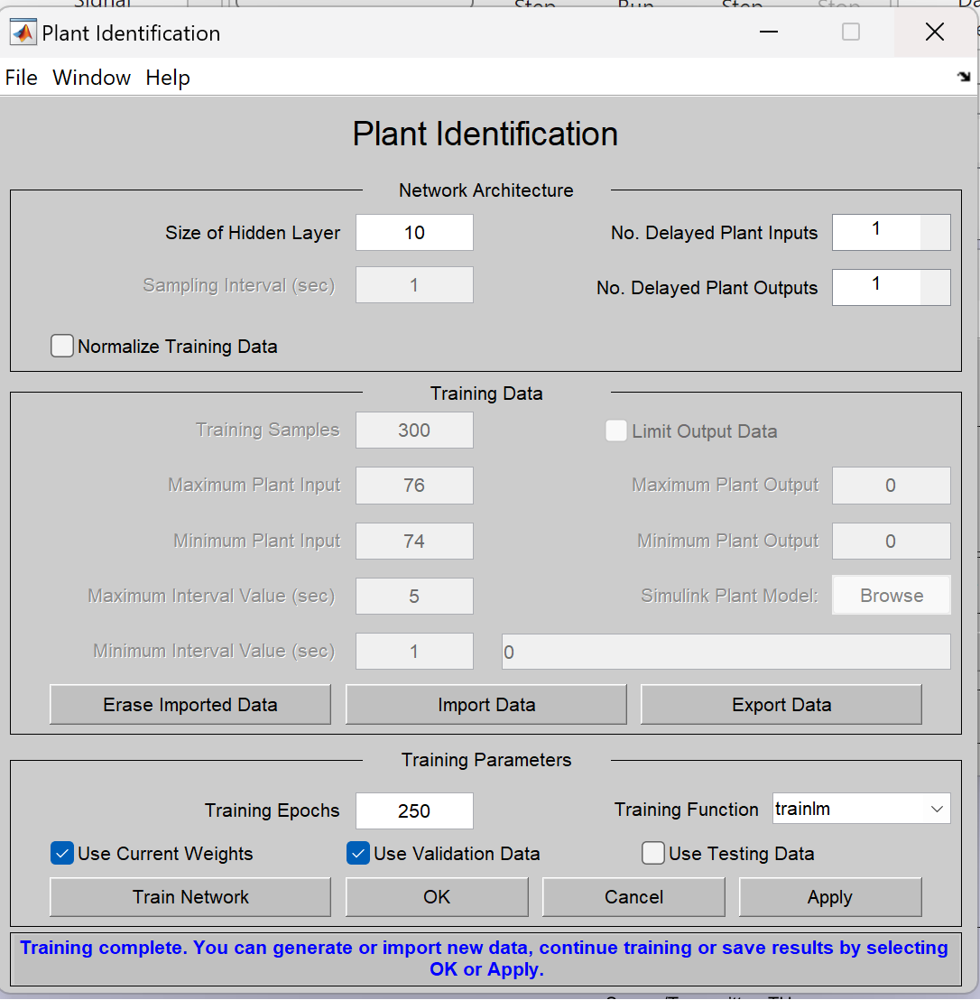 Plant Identification
File Window Help
Plant Identification
Network Architecture
Size of Hidden Layer 10 No. Delayed Plant Inputs 1
Sampling Interval (sec) 1 No. Delayed Plant Outputs 1
Normalize Training Data
Training Data
Training Samples 300 Limit Output Data
Maximum Plant Input 76 Maximum Plant Output 0
Minimum Plant Input 74 Minimum Plant Output 0
Maximum Interval Value (sec) 5 Simulink Plant Model: Browse
Minimum Interval Value (sec) 1 0
Erase Imported Data Import Data Export Data
Training Parameters
Training Epochs 250 Training Function trainlm
Use Current Weights Use Validation Data Use Testing Data
Train Network OK Cancel Apply
Training complete. You can generate or import new data, continue training or save results by selecting
OK or Apply.